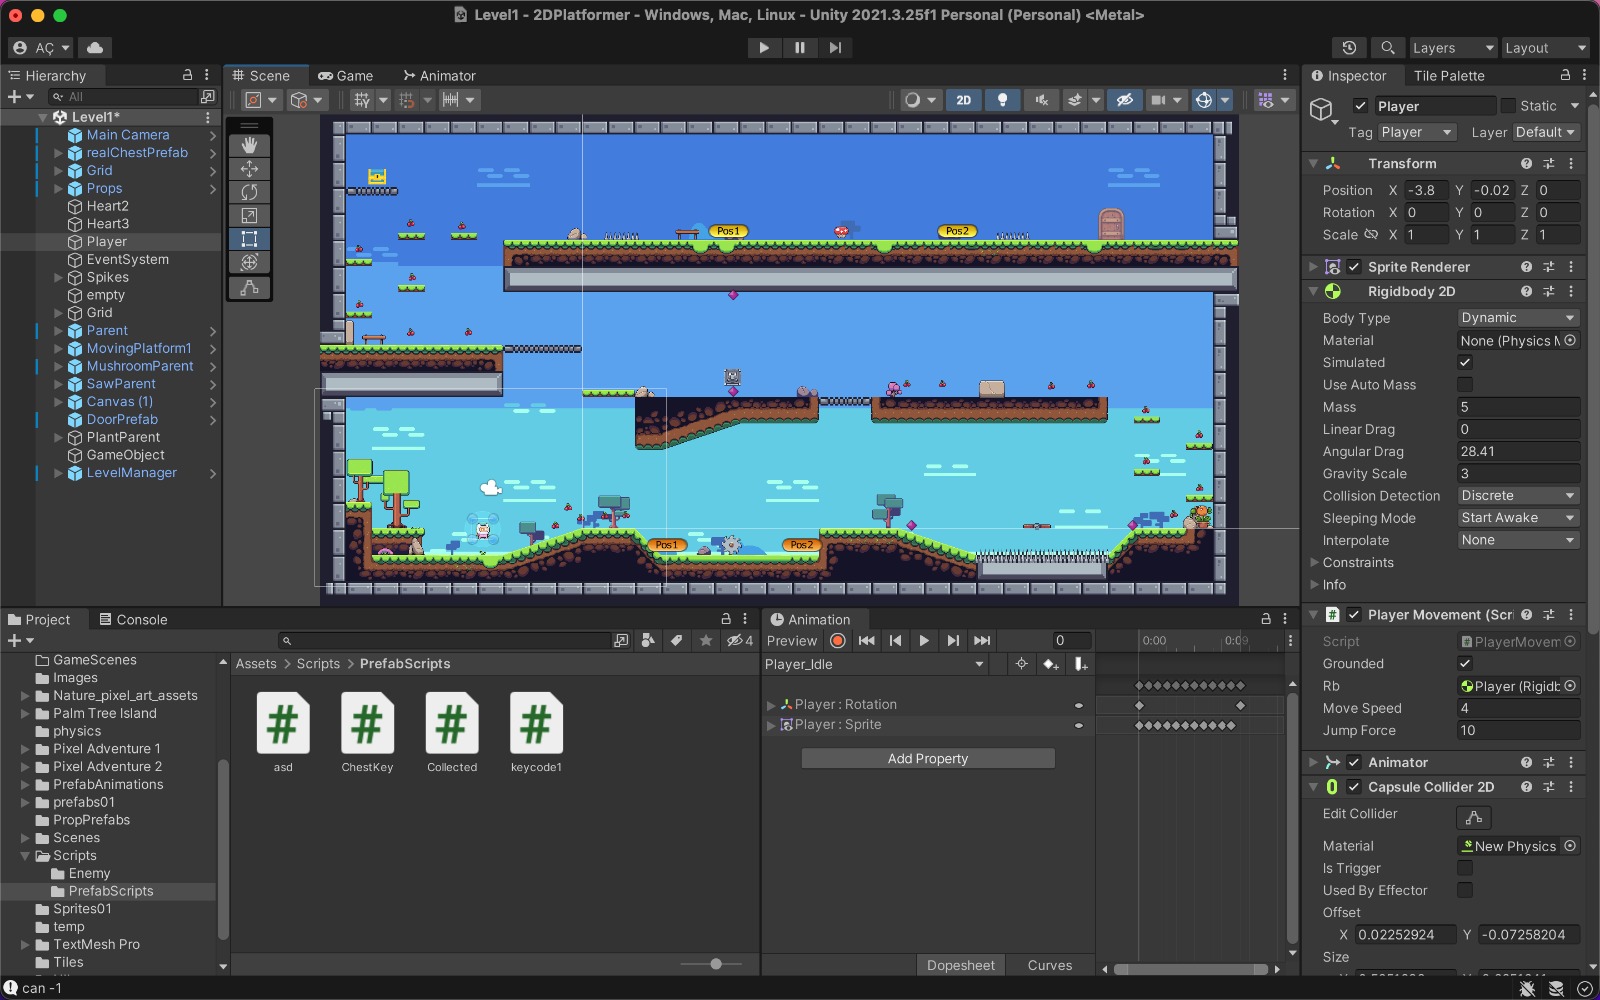 Level1 - 2DPlatformer - Windows, Mac, Linux - Unity 2021.3.25f1 Personal (Personal) <Metal>
AÇ
Layers
Layout
Hierarchy
All
Level1*
Main Camera
realChestPrefab
Grid
Props
Heart2
Heart3
Player
EventSystem
Spikes
empty
Grid
Parent
MovingPlatform1
MushroomParent
SawParent
Canvas (1)
DoorPrefab
PlantParent
GameObject
LevelManager
Scene
Game
Animator
2D
Pos1
Pos2
Pos1
Pos2
Inspector
Tile Palette
Player
Static
Tag Player Layer Default
Transform
Position X -3.8 Y -0.02 Z 0
Rotation X 0 Y 0 Z 0
Scale X 1 Y 1 Z 1
Sprite Renderer
Rigidbody 2D
Body Type Dynamic
Material None (Physics M
Simulated
Use Auto Mass
Mass 5
Linear Drag 0
Angular Drag 28.41
Gravity Scale 3
Collision Detection Discrete
Sleeping Mode Start Awake
Interpolate None
Constraints
Info
Player Movement (Scri
Script PlayerMovem
Grounded
Rb Player (Rigidb
Move Speed 4
Jump Force 10
Animator
Capsule Collider 2D
Edit Collider
Material New Physics
Is Trigger
Used By Effector
Offset
X 0.02252924 Y -0.07258204
Size
Project
Console
4
GameScenes
Images
Nature_pixel_art_assets
Palm Tree Island
physics
Pixel Adventure 1
Pixel Adventure 2
PrefabAnimations
prefabs01
PropPrefabs
Scenes
Scripts
Enemy
PrefabScripts
Sprites01
temp
TextMesh Pro
Tiles
Assets > Scripts > PrefabScripts
asd
ChestKey
Collected
keycode1
Animation
Preview
0
0:00
0:09
Player_Idle
Player : Rotation
Player : Sprite
Add Property
Dopesheet
Curves
can -1